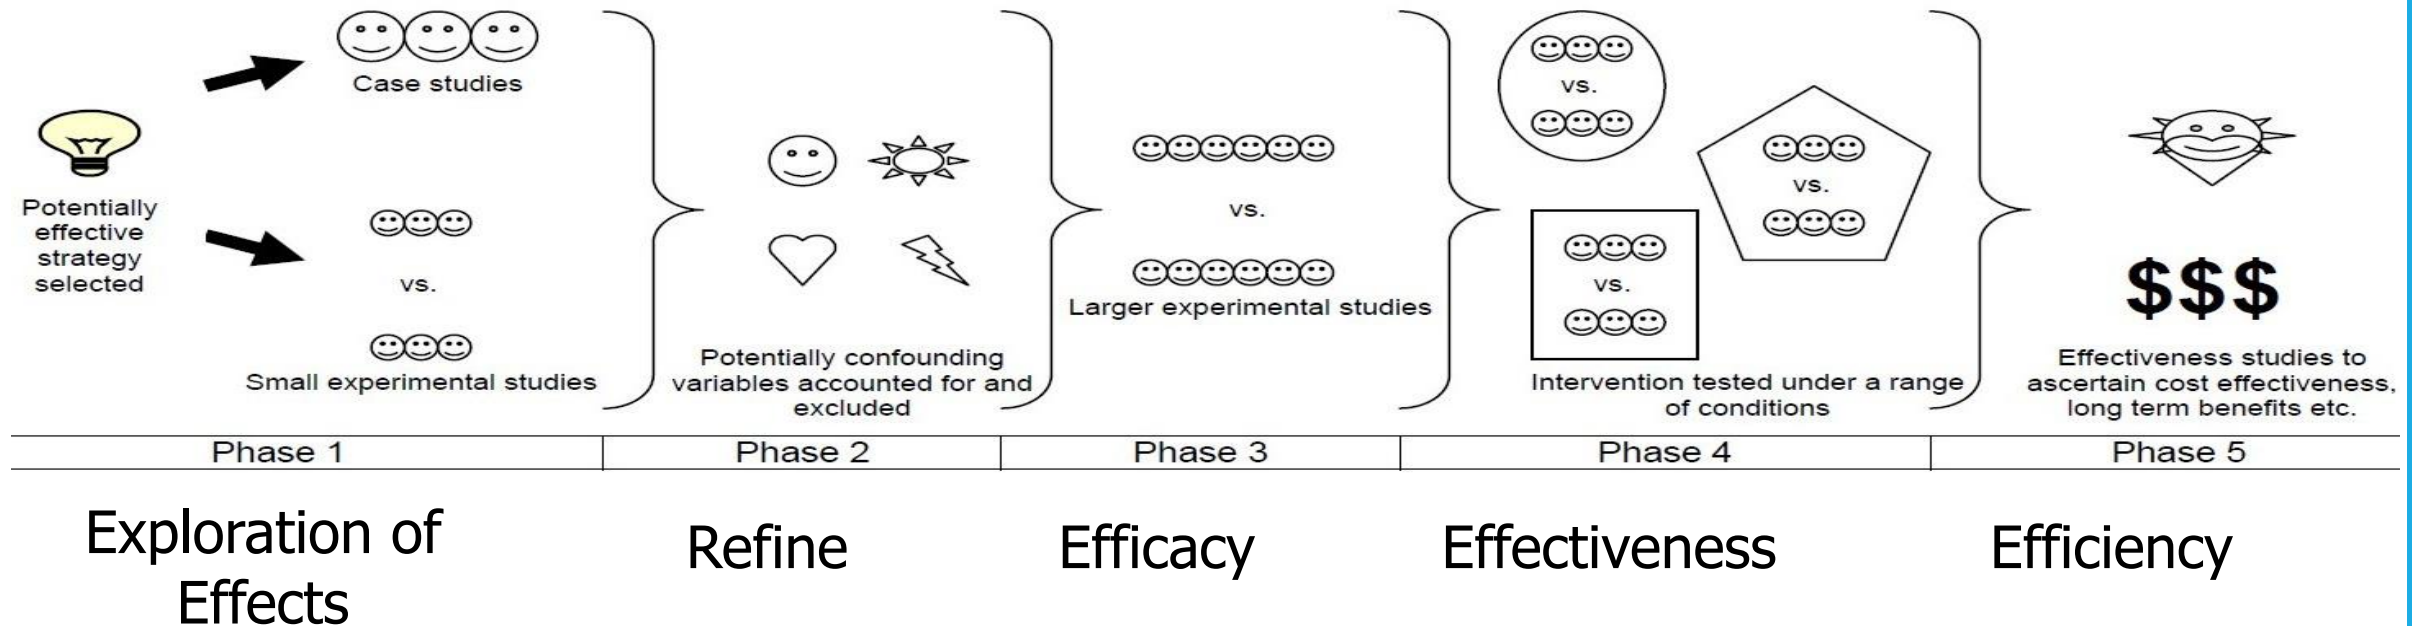 Case studies
Potentially
effective
strategy
selected
vs.
Small experimental studies
Potentially confounding
variables accounted for and
excluded
vs.
Larger experimental studies
vs.
vs.
vs.
Intervention tested under a range
of conditions
$$$
Effectiveness studies to
ascertain cost effectiveness,
long term benefits etc.
Phase 1
Phase 2
Phase 3
Phase 4
Phase 5
Exploration of
Effects
Refine
Efficacy
Effectiveness
Efficiency